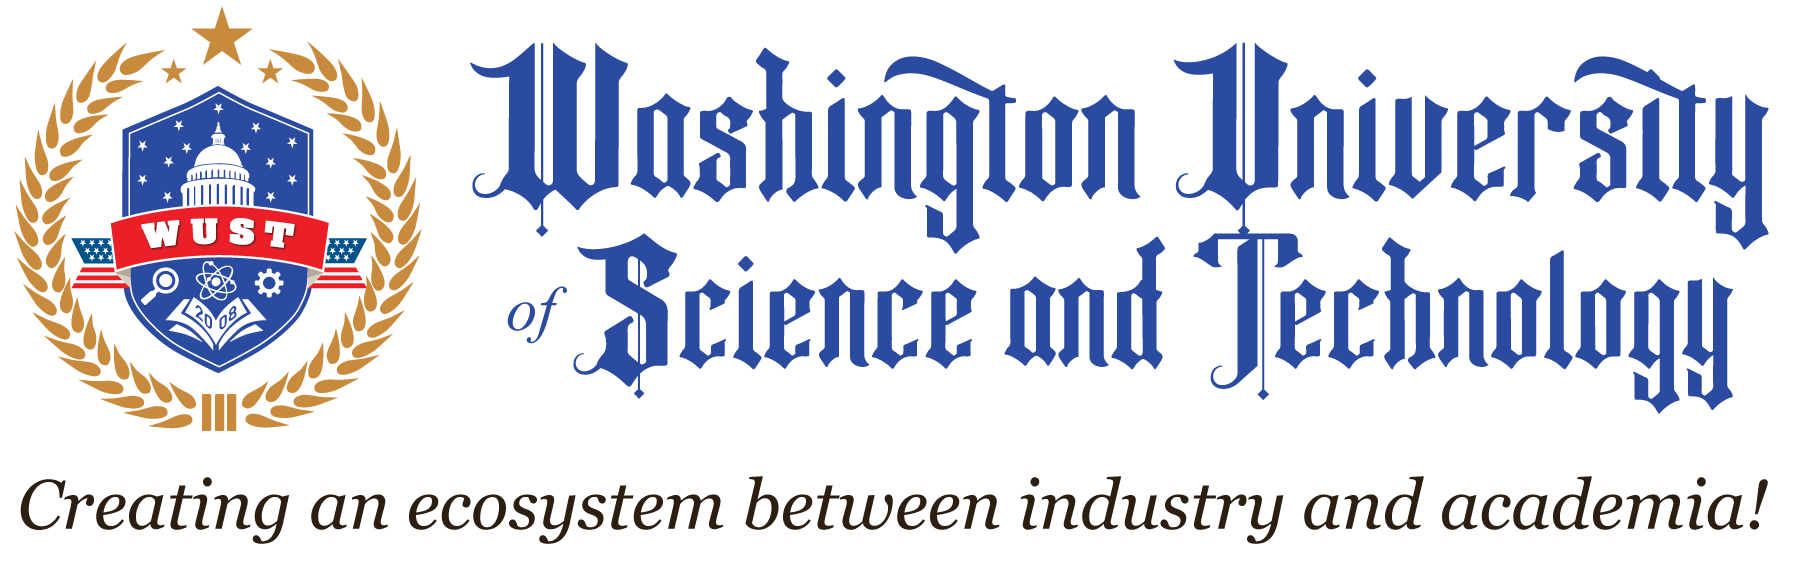 WUST
2008
Washington University
of Science and Technology
Creating an ecosystem between industry and academia!